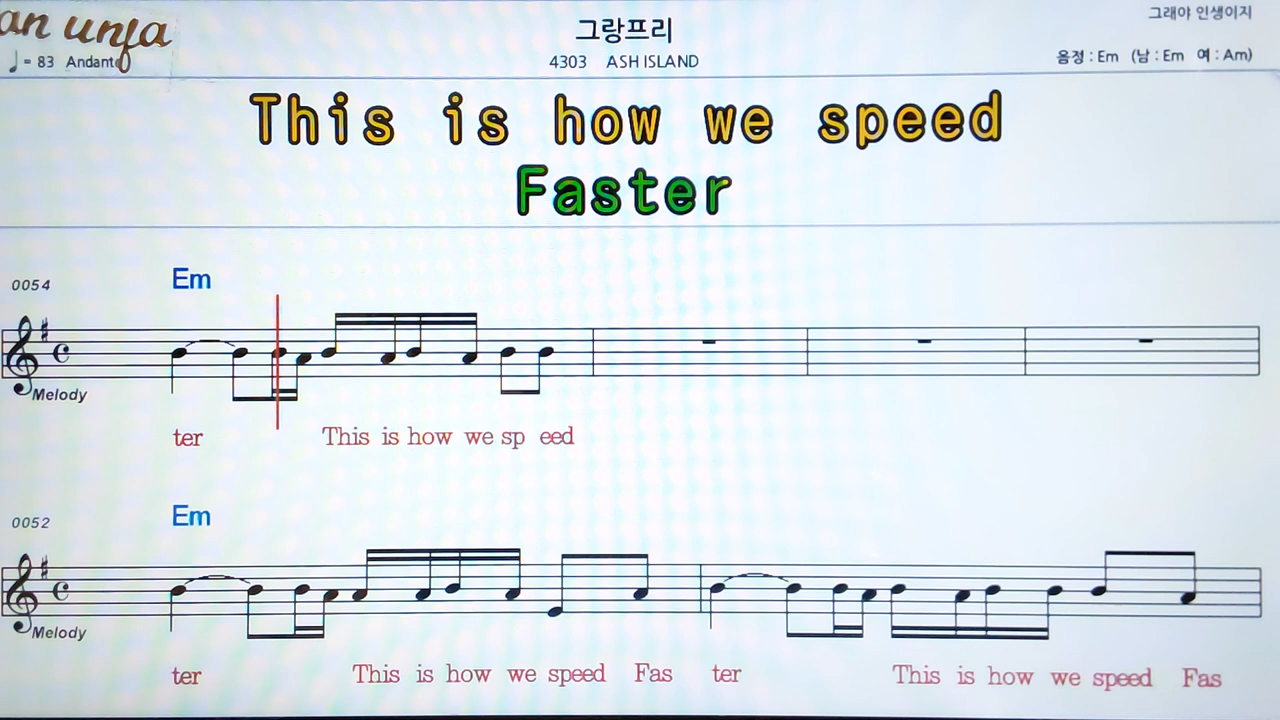 an unfa
그래야 인생이지
그랑프리
♩= 83 Andante
4303 ASH ISLAND
음정 : Em (남 : Em 여 : Am)
This is how we speed
Faster
0054
Em
Melody
ter This is how we sp eed
0052
Em
Melody
ter This is how we speed Fas ter This is how we speed Fas